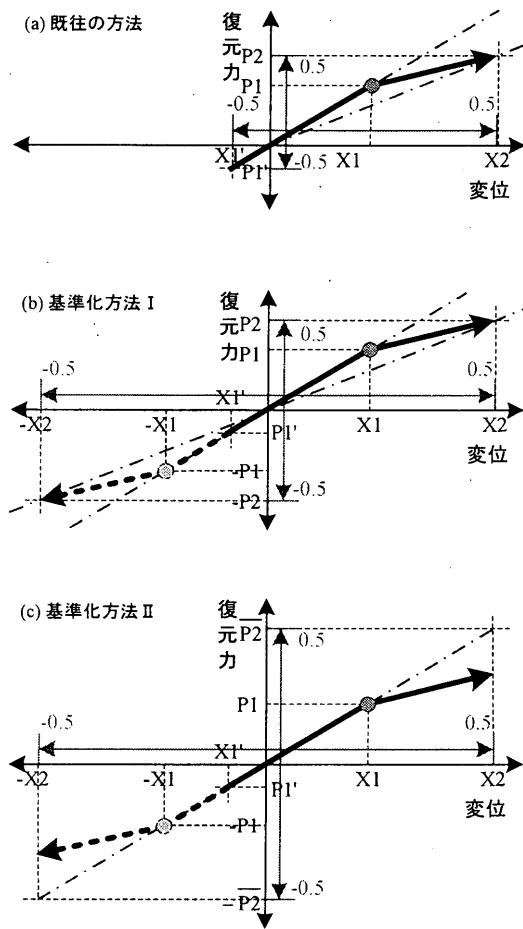 (a) 既往の方法
復元力
P2
0.5
P1
-0.5
0.5
X1'
X1
X2
P1'
-0.5
変位
(b) 基準化方法 I
復元力
P2
0.5
P1
-0.5
0.5
X1'
-X2
-X1
X1
X2
P1'
変位
-P1
-P2
-0.5
(c) 基準化方法 II
復元力
P2
0.5
P1
-0.5
0.5
X1'
-X2
-X1
X1
X2
P1'
変位
-P1
-P2
-0.5